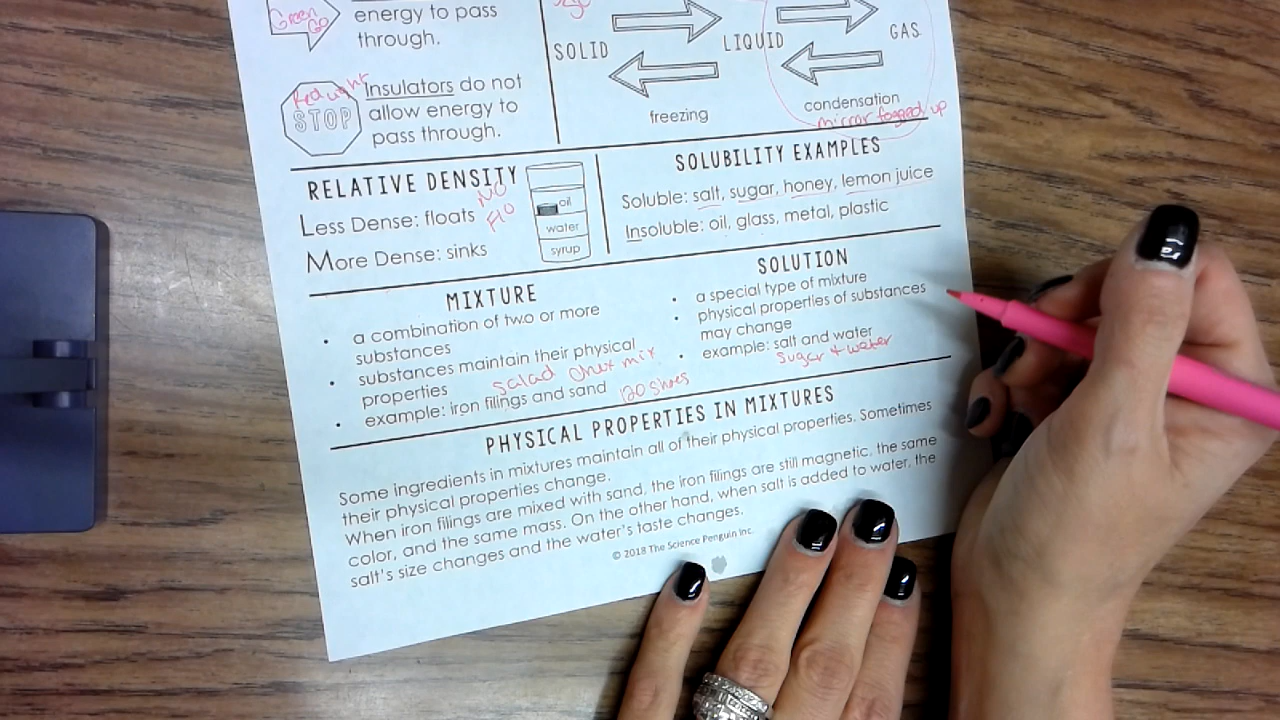 energy to pass
through.
Green
Go
Insulators do not
allow energy to
pass through.
STOP
SOLID
LIQUID
GAS
freezing
condensation
mirror fogged up
RELATIVE DENSITY
Less Dense: floats
More Dense: sinks
oil
water
syrup
SOLUBILITY EXAMPLES
Soluble: salt, sugar, honey, lemon juice
Insoluble: oil, glass, metal, plastic
MIXTURE
• a combination of two or more
substances
• substances maintain their physical
properties
salad chex mix
• example: iron filings and sand
SOLUTION
• a special type of mixture
• physical properties of substances
may change
• example: salt and water
sugar + water
PHYSICAL PROPERTIES IN MIXTURES
Some ingredients in mixtures maintain all of their physical properties. Sometimes
their physical properties change.
When iron filings are mixed with sand, the iron filings are still magnetic, the same
color, and the same mass. On the other hand, when salt is added to water, the
salt's size changes and the water's taste changes.
© 2018 The Science Penguin Inc.